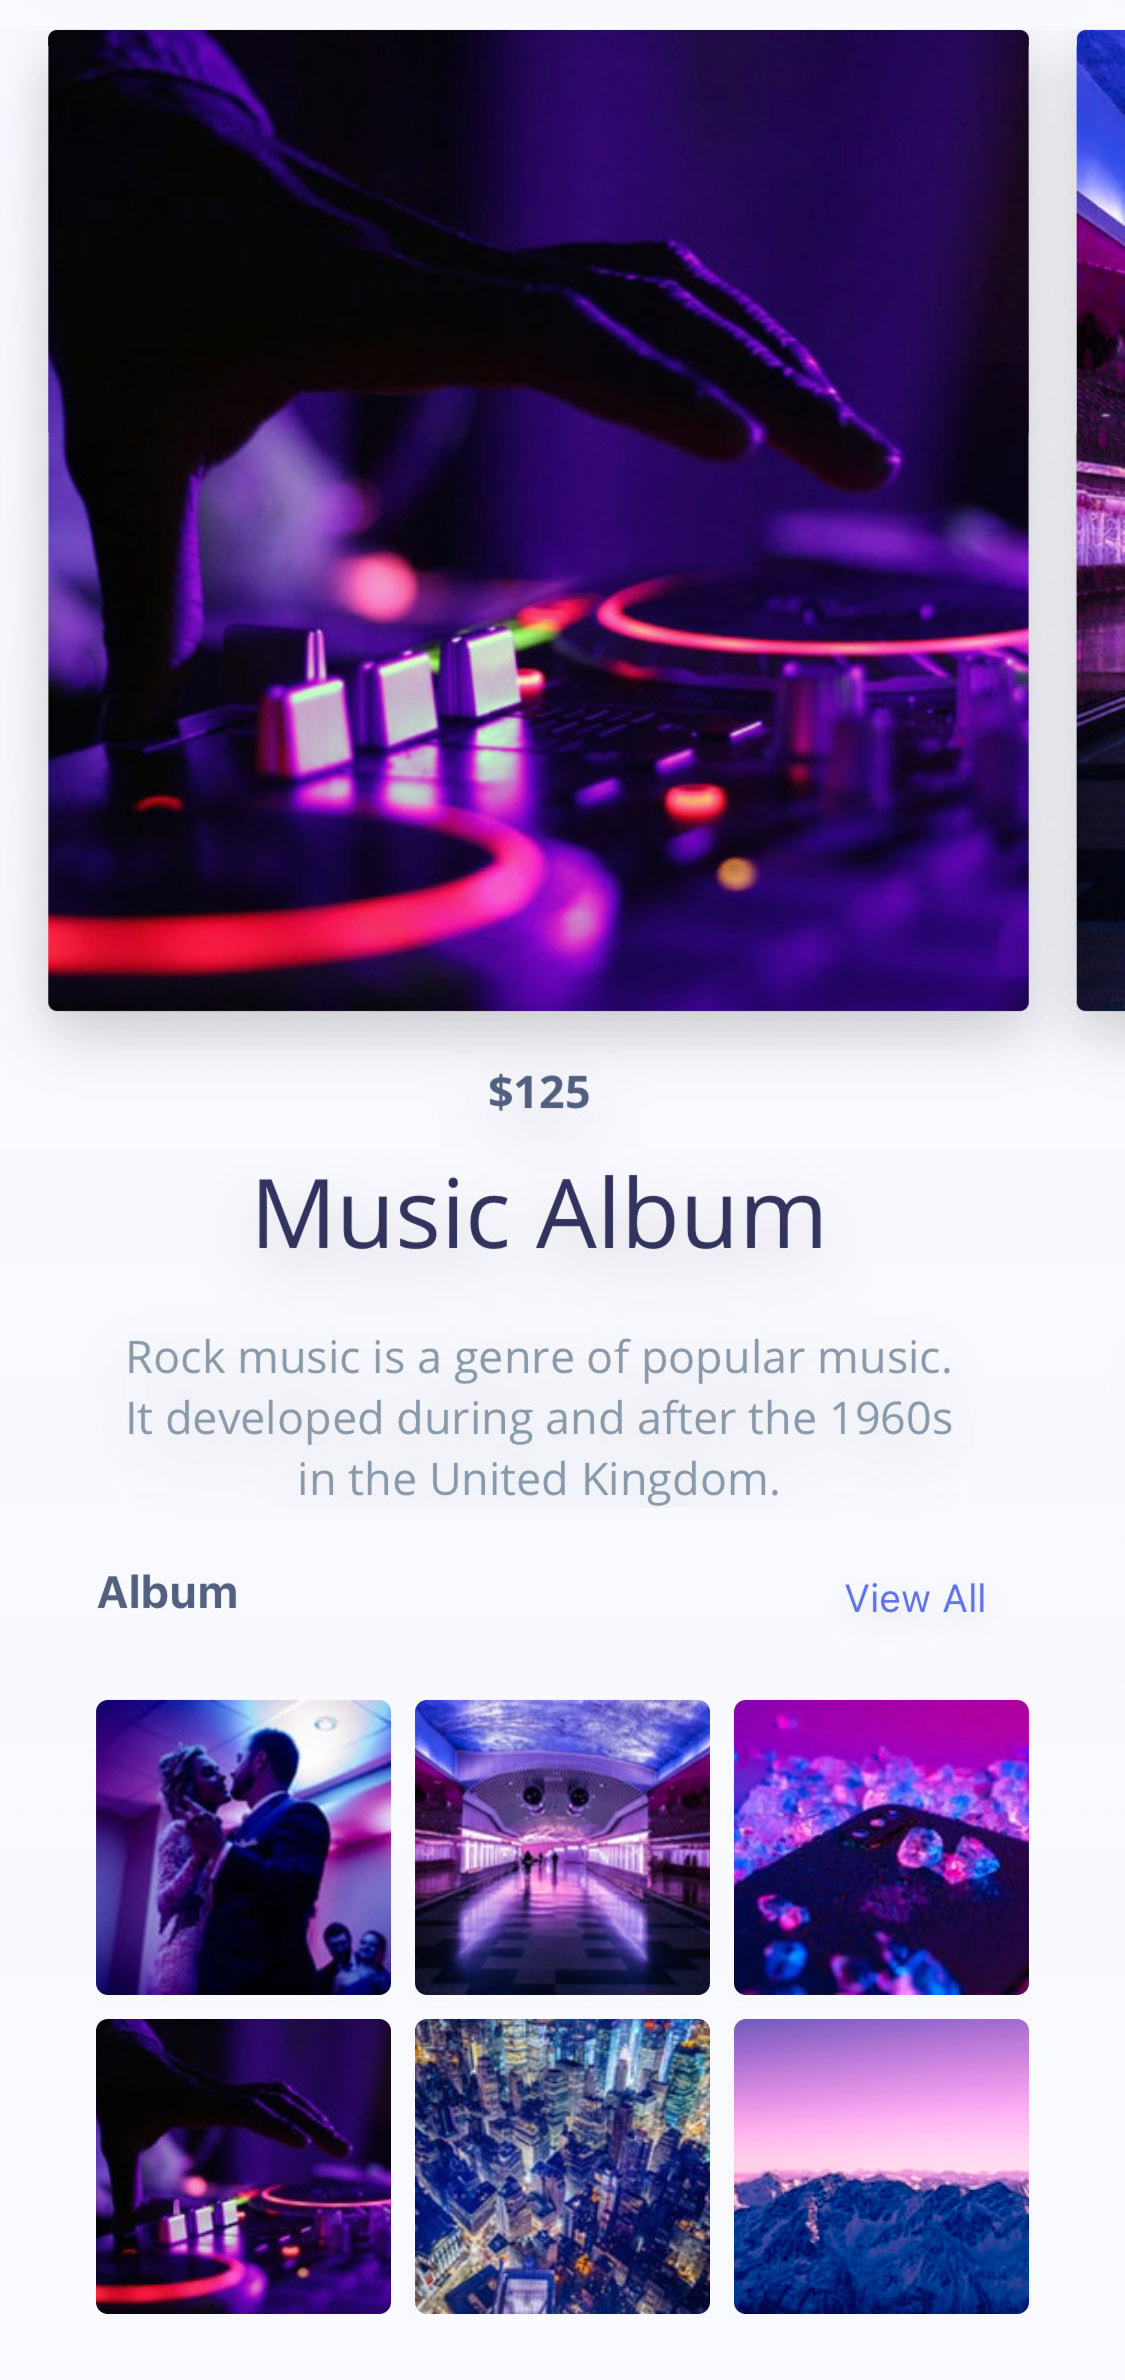 $125
Music Album
Rock music is a genre of popular music.
It developed during and after the 1960s
in the United Kingdom.
Album
View All